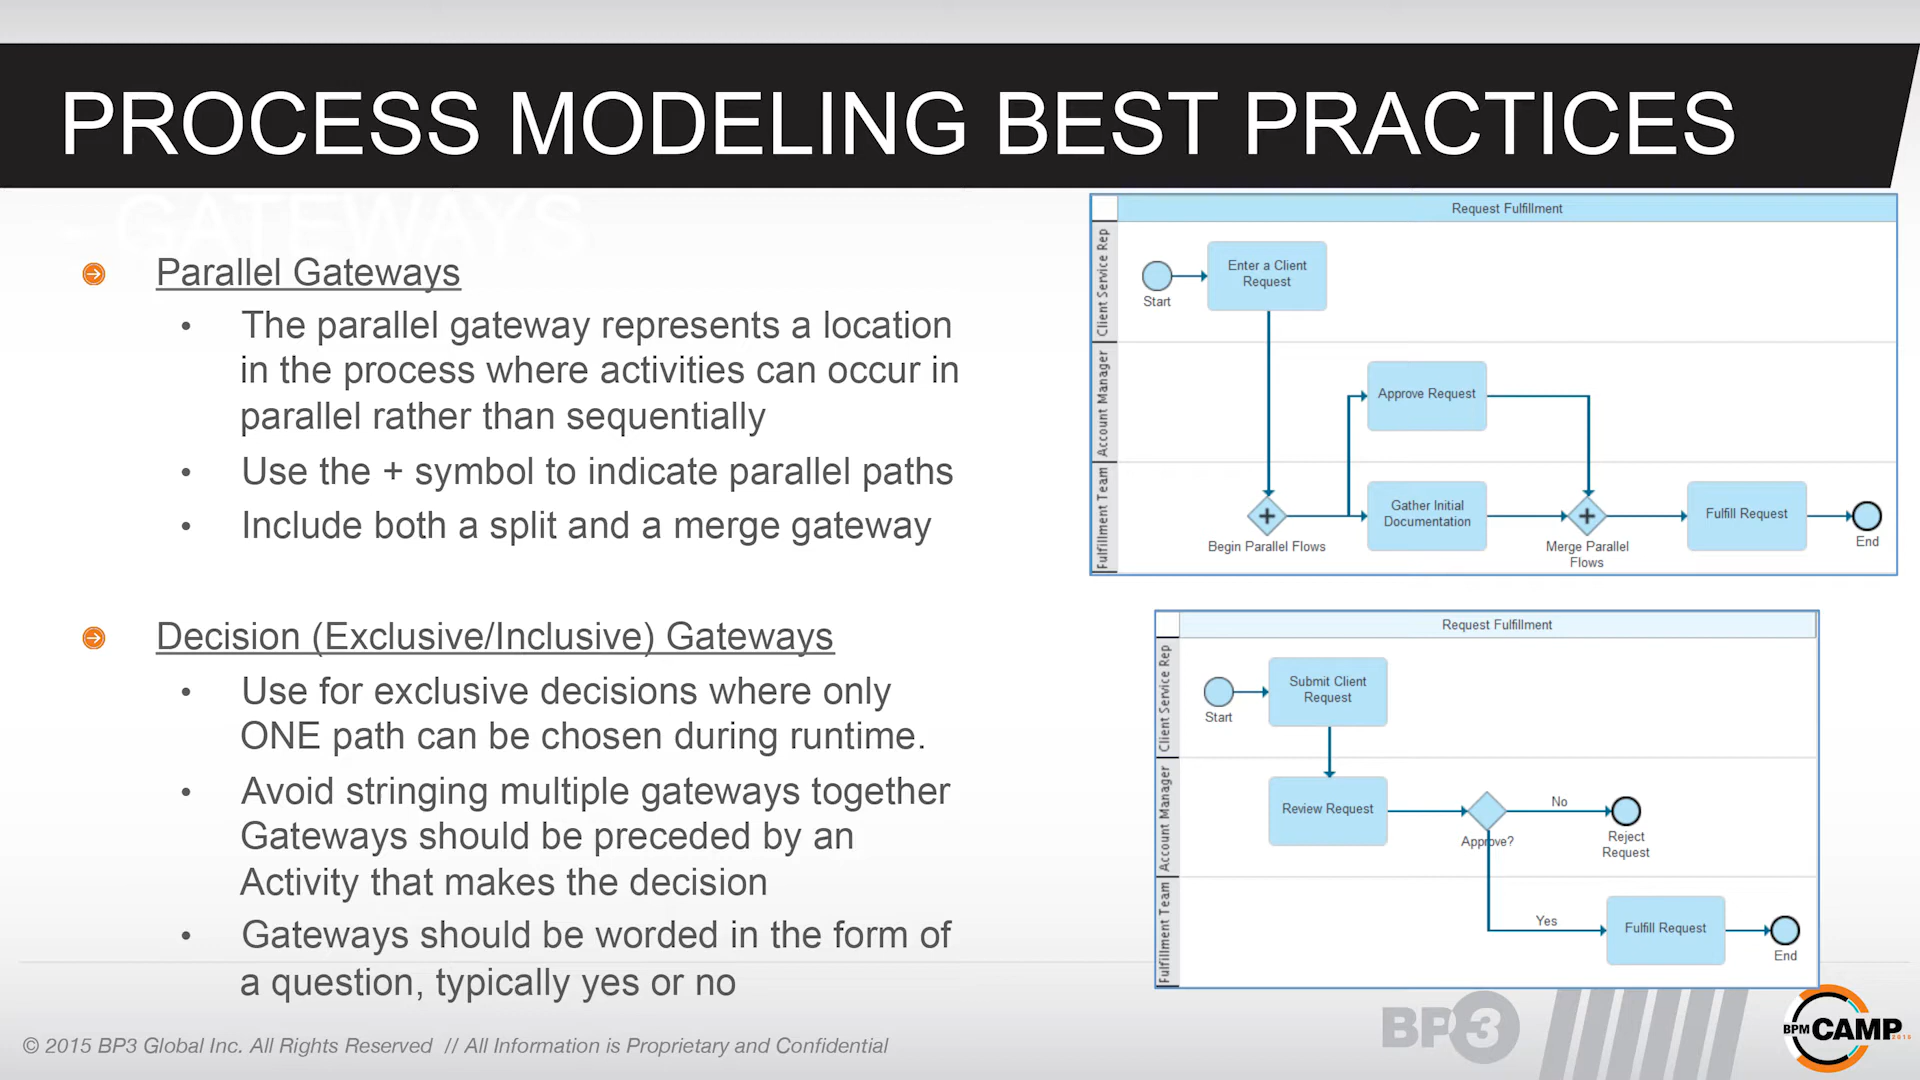 PROCESS MODELING BEST PRACTICES
- GATEWAYS
Parallel Gateways
• The parallel gateway represents a location
in the process where activities can occur in
parallel rather than sequentially
• Use the + symbol to indicate parallel paths
• Include both a split and a merge gateway
Decision (Exclusive/Inclusive) Gateways
• Use for exclusive decisions where only
ONE path can be chosen during runtime.
• Avoid stringing multiple gateways together
Gateways should be preceded by an
Activity that makes the decision
• Gateways should be worded in the form of
a question, typically yes or no
Request Fulfillment
Client Service Rep
Start
Enter a Client
Request
Account Manager
Approve Request
Fulfillment Team
Begin Parallel Flows
Gather Initial
Documentation
Merge Parallel
Flows
Fulfill Request
End
Request Fulfillment
Client Service Rep
Start
Submit Client
Request
Account Manager
Review Request
Approve?
No
Reject
Request
Fulfillment Team
Yes
Fulfill Request
End
© 2015 BP3 Global Inc. All Rights Reserved // All Information is Proprietary and Confidential
BP3
BPM CAMP 2015